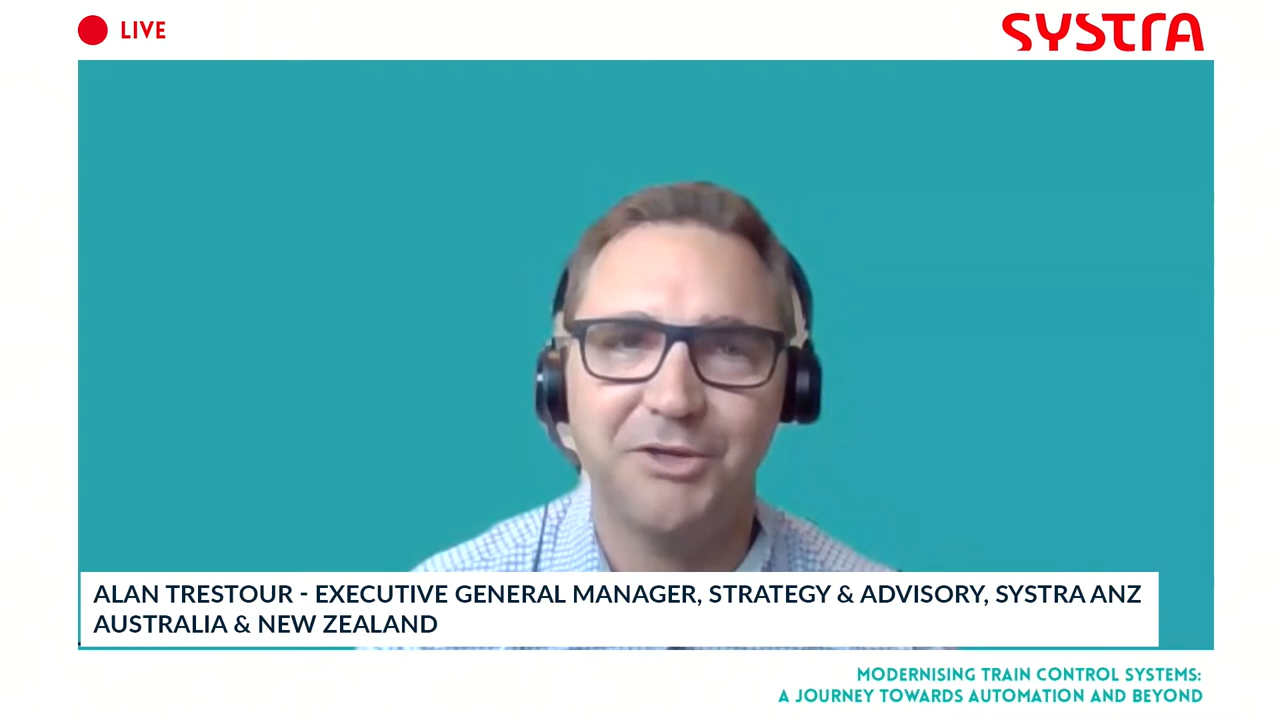 LIVE
SYSTRA
ALAN TRESTOUR - EXECUTIVE GENERAL MANAGER, STRATEGY & ADVISORY, SYSTRA ANZ
AUSTRALIA & NEW ZEALAND
MODERNISING TRAIN CONTROL SYSTEMS:
A JOURNEY TOWARDS AUTOMATION AND BEYOND